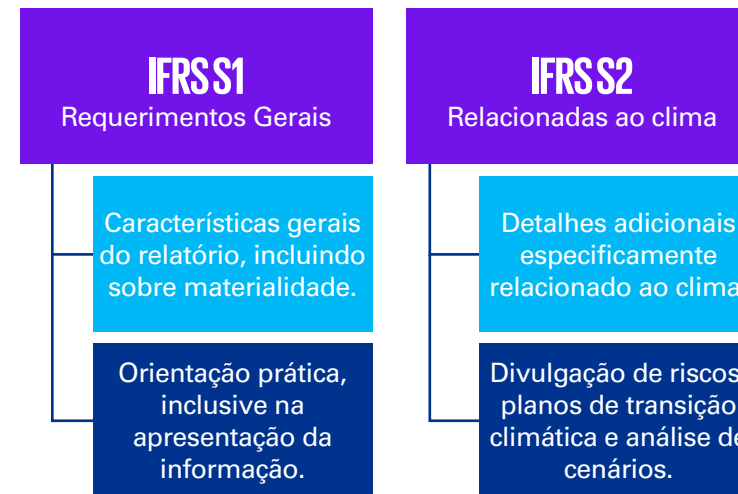 IFRS S1
Requerimentos Gerais
Características gerais
do relatório, incluindo
sobre materialidade.
Orientação prática,
inclusive na
apresentação da
informação.
IFRS S2
Relacionadas ao clima
Detalhes adicionais
especificamente
relacionado ao clima
Divulgação de riscos
planos de transição
climática e análise de
cenários.